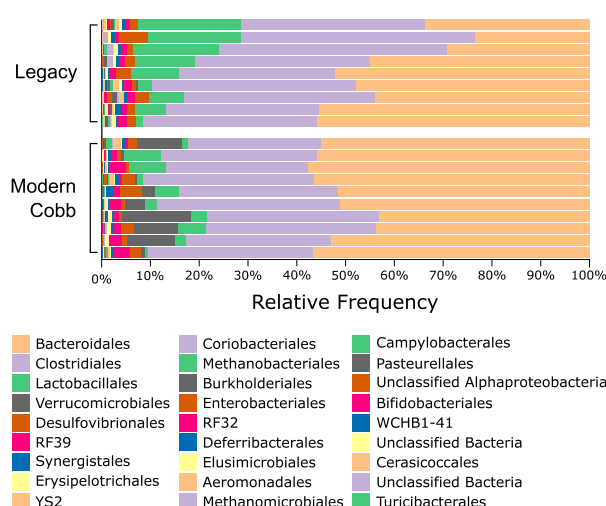 Legacy
Modern
Cobb
0% 10% 20% 30% 40% 50% 60% 70% 80% 90% 100%
Relative Frequency
Bacteroidales Coriobacteriales Campylobacterales
Clostridiales Methanobacteriales Pasteurellales
Lactobacillales Burkholderiales Unclassified Alphaproteobacteria
Verrucomicrobiales Enterobacteriales Bifidobacteriales
Desulfovibrionales RF32 WCHB1-41
RF39 Deferribacterales Unclassified Bacteria
Synergistales Elusimicrobiales Cerasicoccales
Erysipelotrichales Aeromonadales Unclassified Bacteria
YS2 Methanomicrobiales Turicibacterales